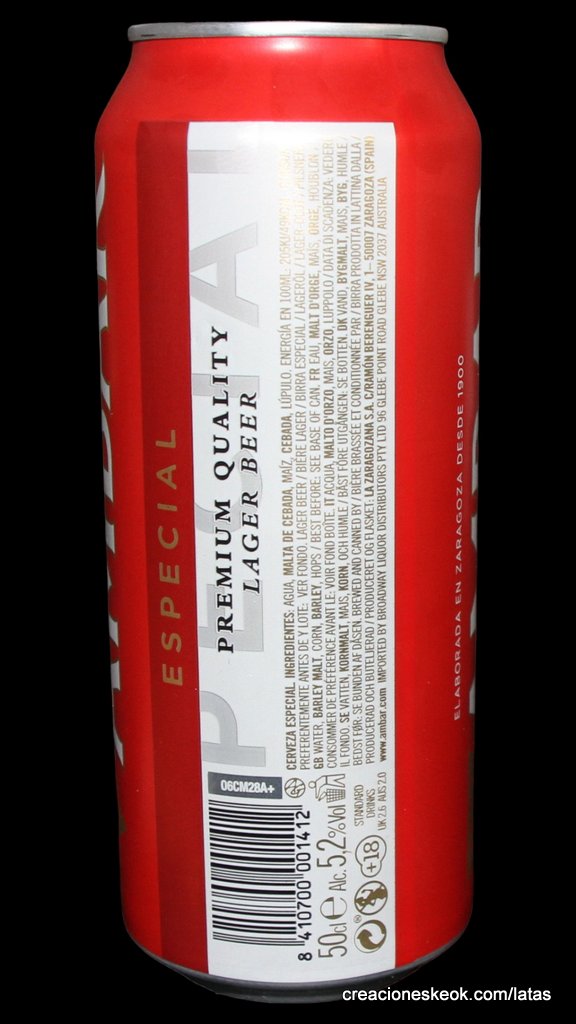 AMBAR
ESPECIAL
PREMIUM QUALITY
LAGER BEER
CERVEZA ESPECIAL. INGREDIENTES: AGUA, MALTA DE CEBADA, MAÍZ, CEBADA, LÚPULO. ENERGÍA EN 100ML: 205KJ/49KCAL.
PREFERENTEMENTE ANTES DE Y LOTE: VER FONDO. LAGER BEER / BIÈRE LAGER / BIRRA ESPECIAL / LAGERÖL / LAGER PILSNER
GB WATER, BARLEY MALT, CORN, BARLEY, HOPS / BEST BEFORE: SEE BASE OF CAN. FR EAU, MALT D'ORGE, MAIS, ORGE, HOUBLON /
CONSOMMER DE PRÉFÉRENCE AVANT LE: VOIR FOND BOÎTE. IT ACQUA, MALTO D'ORZO, MAIS, ORZO, LUPPOLO / DATA DI SCADENZA: VEDERE
IL FONDO. SE VATTEN, KORNMALT, MAJS, KORN, OCH HUMLE / BÄST FÖRE UTGÅNGEN: SE BOTTEN. DK VAND, BYGMALT, MAJS, BYG, HUMLE /
BEDST FØR: SE BUNDEN AF DÅSEN. BREWED AND CANNED BY / BIÈRE BRASSÉE ET CONDITIONNÉE PAR / BIRRA PRODOTTA IN LATTINA DALLA /
PRODUCERAD OCH BUTELJERAD / PRODUCERET OG FLASKET: LA ZARAGOZANA S.A. C/RAMÓN BERENGUER IV, 1– 50007 ZARAGOZA (SPAIN)
www.ambar.com IMPORTED BY BROADWAY LIQUOR DISTRIBUTORS PTY LTD 96 GLEBE POINT ROAD GLEBE NSW 2037 AUSTRALIA
06CM28A+
8 410700 001412
50cl e Alc. 5,2%Vol
+18
STANDARD
DRINKS
UK 2.6 AUS 2.0
ELABORADA EN ZARAGOZA DESDE 1900
AMBAR
creacioneskeok.com/latas